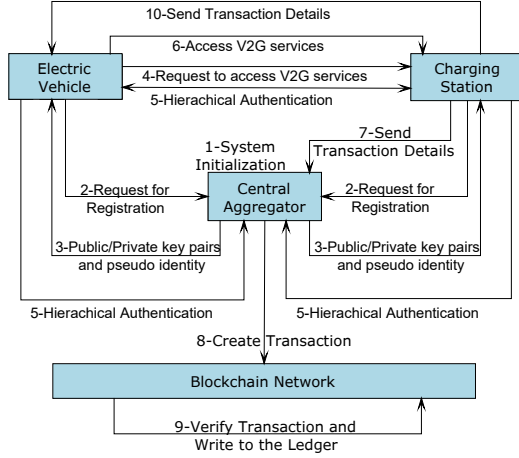 10-Send Transaction Details
6-Access V2G services
Electric
Vehicle
4-Request to access V2G services
Charging
Station
5-Hierachical Authentication
7-Send
Transaction Details
1-System
Initialization
2-Request for
Registration
Central
Aggregator
2-Request for
Registration
3-Public/Private key pairs
and pseudo identity
3-Public/Private key pairs
and pseudo identity
5-Hierachical Authentication
5-Hierachical Authentication
8-Create Transaction
Blockchain Network
9-Verify Transaction and
Write to the Ledger